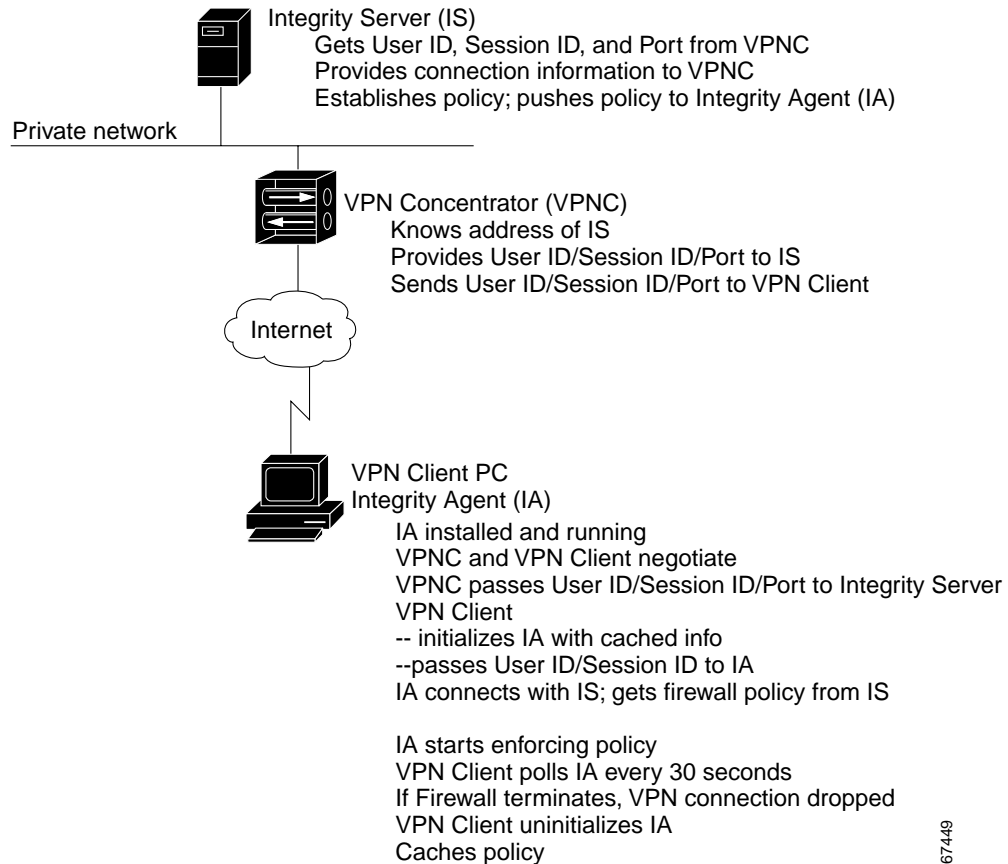 Integrity Server (IS)
Gets User ID, Session ID, and Port from VPNC
Provides connection information to VPNC
Establishes policy; pushes policy to Integrity Agent (IA)
Private network
VPN Concentrator (VPNC)
Knows address of IS
Provides User ID/Session ID/Port to IS
Sends User ID/Session ID/Port to VPN Client
Internet
VPN Client PC
Integrity Agent (IA)
IA installed and running
VPNC and VPN Client negotiate
VPNC passes User ID/Session ID/Port to Integrity Server
VPN Client
-- initializes IA with cached info
--passes User ID/Session ID to IA
IA connects with IS; gets firewall policy from IS
IA starts enforcing policy
VPN Client polls IA every 30 seconds
If Firewall terminates, VPN connection dropped
VPN Client uninitializes IA
Caches policy
67449